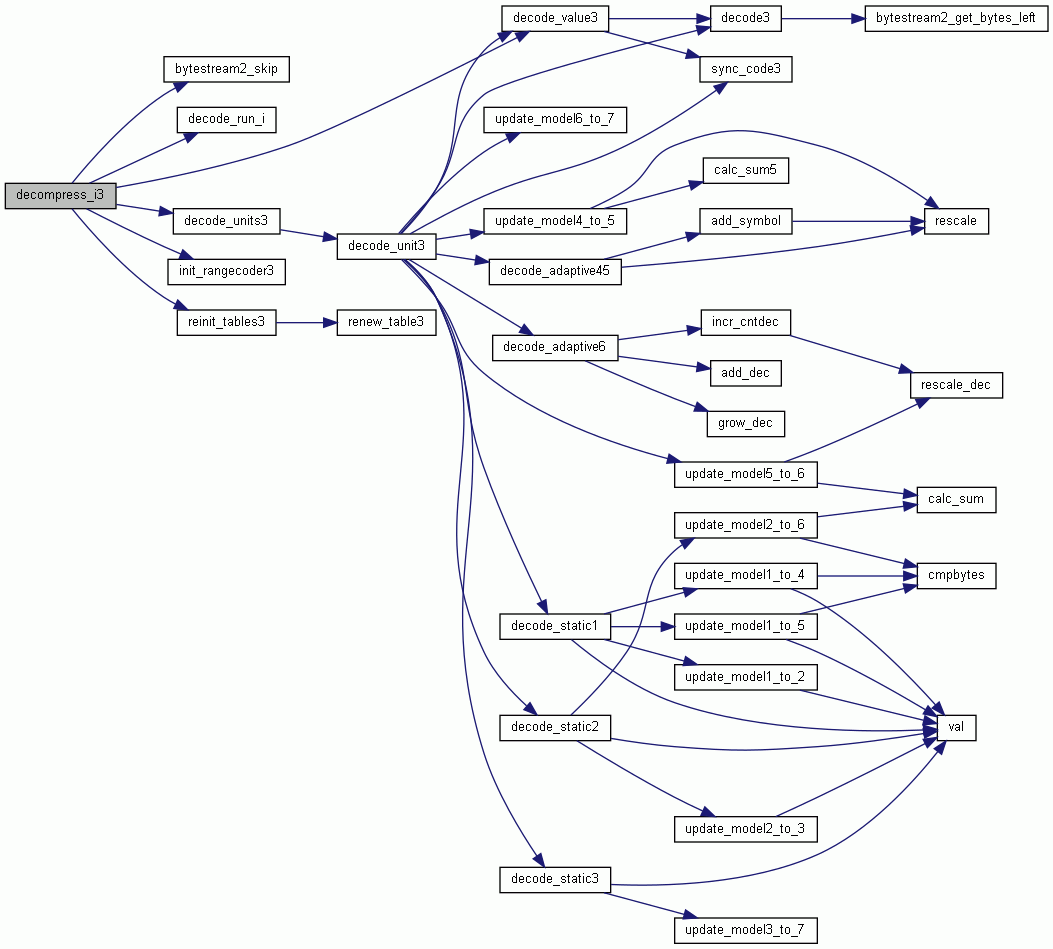 decompress_i3
bytestream2_skip
decode_run_i
decode_units3
init_rangecoder3
reinit_tables3
decode_unit3
renew_table3
decode_value3
update_model6_to_7
update_model4_to_5
decode_adaptive45
decode_adaptive6
decode_static1
decode_static2
decode_static3
decode3
sync_code3
calc_sum5
add_symbol
incr_cntdec
add_dec
grow_dec
update_model5_to_6
update_model2_to_6
update_model1_to_4
update_model1_to_5
update_model1_to_2
update_model2_to_3
update_model3_to_7
bytestream2_get_bytes_left
rescale
rescale_dec
calc_sum
cmpbytes
val